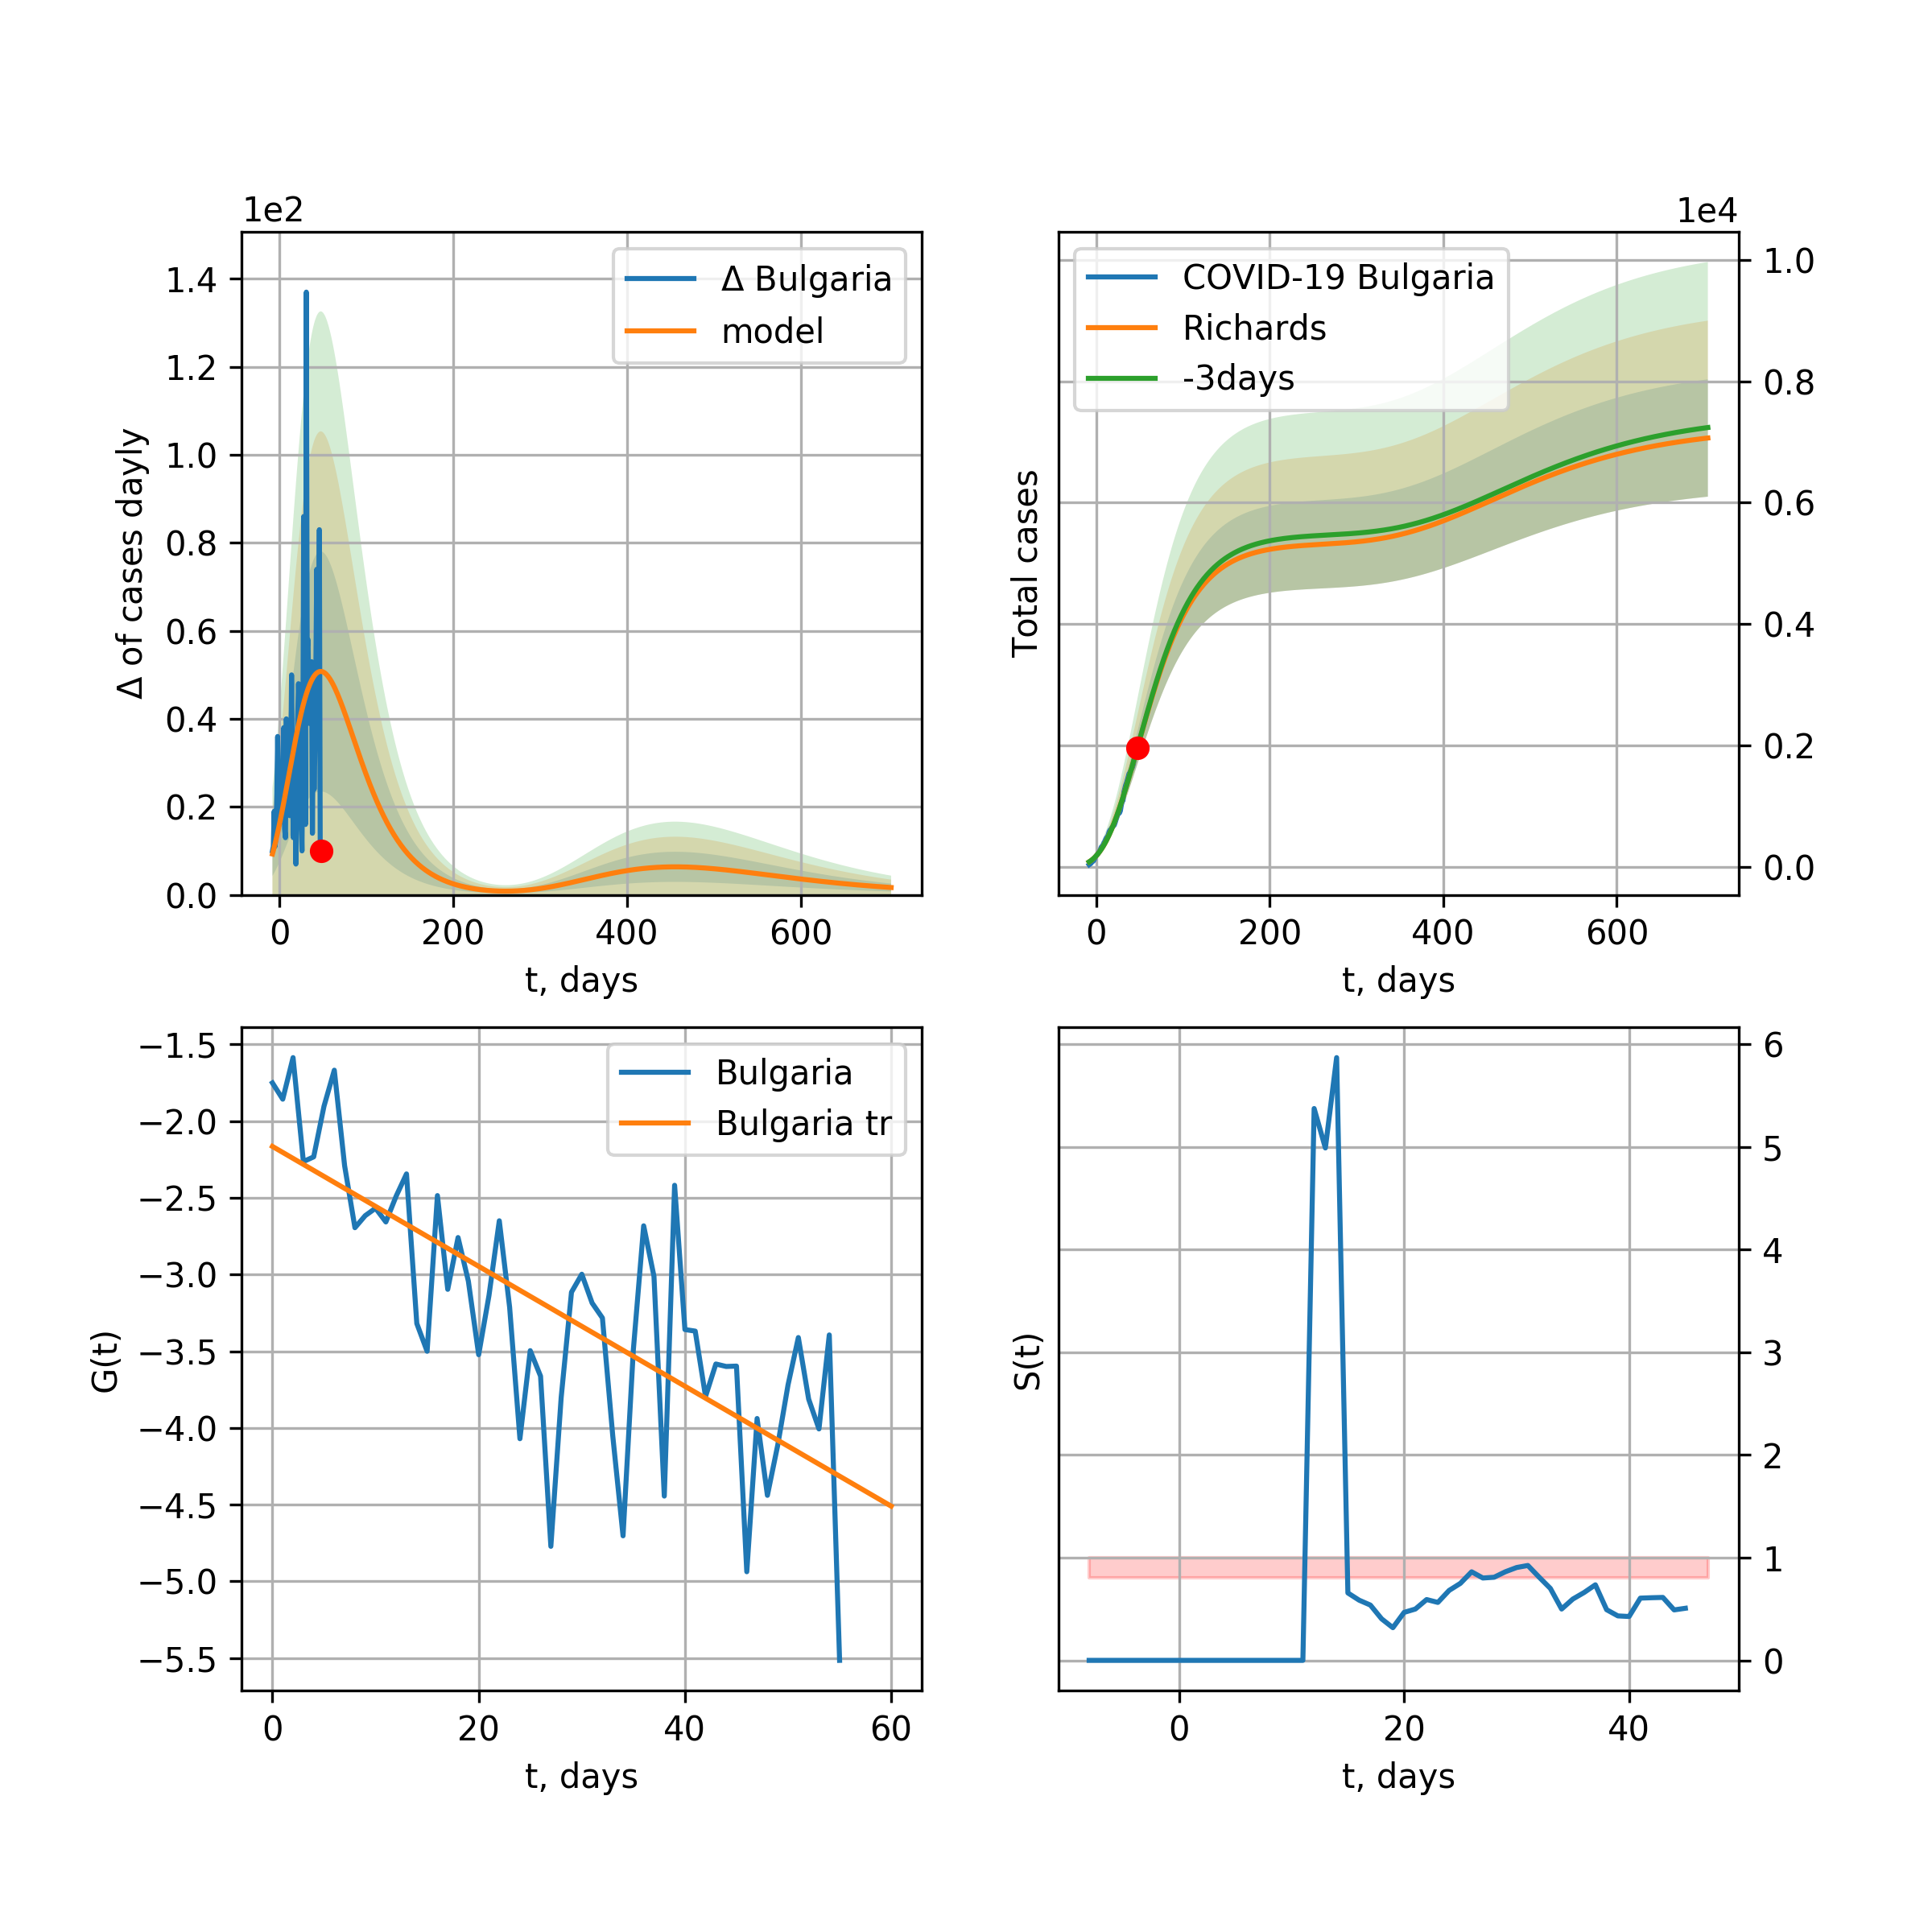 1e2
1.4
1.2
1.0
0.8
0.6
0.4
0.2
0.0
Δ of cases dayly
Δ Bulgaria
model
0
200
400
600
t, days
1e4
COVID-19 Bulgaria
Richards
-3days
Total cases
1.0
0.8
0.6
0.4
0.2
0.0
0
200
400
600
t, days
−1.5
−2.0
−2.5
−3.0
−3.5
−4.0
−4.5
−5.0
−5.5
G(t)
Bulgaria
Bulgaria tr
0
20
40
60
t, days
S(t)
6
5
4
3
2
1
0
0
20
40
t, days